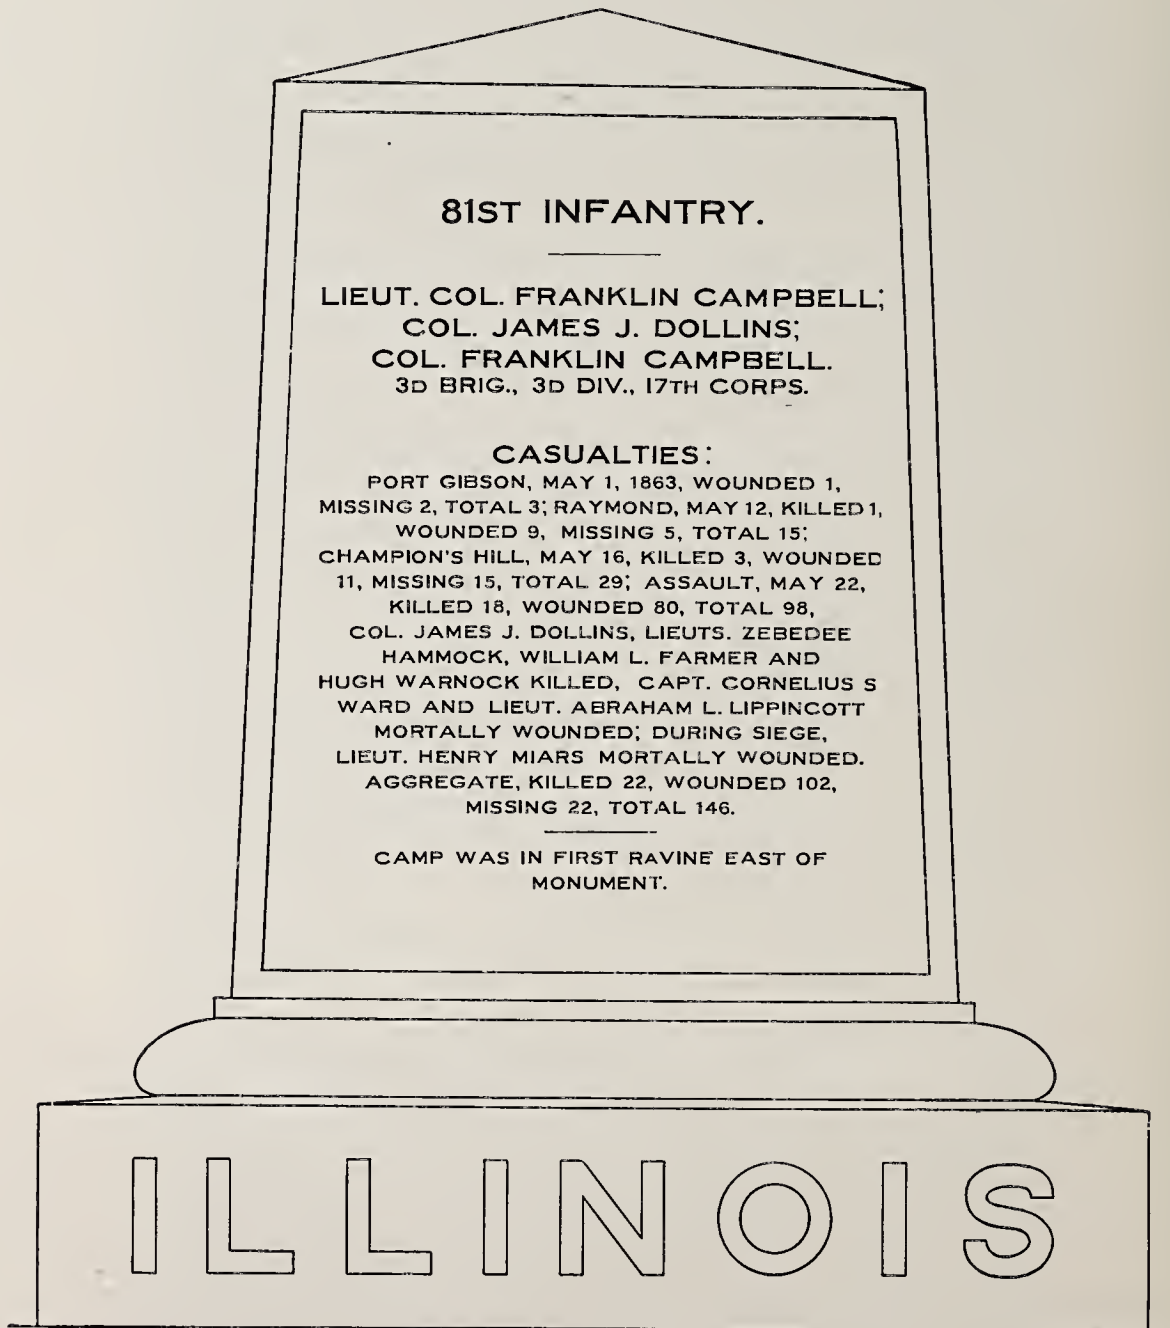 81ST INFANTRY.
LIEUT. COL. FRANKLIN CAMPBELL;
COL. JAMES J. DOLLINS;
COL. FRANKLIN CAMPBELL.
3D BRIG., 3D DIV., 17TH CORPS.
CASUALTIES:
PORT GIBSON, MAY 1, 1863, WOUNDED 1,
MISSING 2, TOTAL 3; RAYMOND, MAY 12, KILLED 1,
WOUNDED 9, MISSING 5, TOTAL 15;
CHAMPION'S HILL, MAY 16, KILLED 3, WOUNDED
11, MISSING 15, TOTAL 29; ASSAULT, MAY 22,
KILLED 18, WOUNDED 80, TOTAL 98,
COL. JAMES J. DOLLINS, LIEUTS. ZEBEDEE
HAMMOCK, WILLIAM L. FARMER AND
HUGH WARNOCK KILLED, CAPT. CORNELIUS S
WARD AND LIEUT. ABRAHAM L. LIPPINCOTT
MORTALLY WOUNDED; DURING SIEGE,
LIEUT. HENRY MIARS MORTALLY WOUNDED.
AGGREGATE, KILLED 22, WOUNDED 102,
MISSING 22, TOTAL 146.
CAMP WAS IN FIRST RAVINE EAST OF
MONUMENT.
ILLINOIS